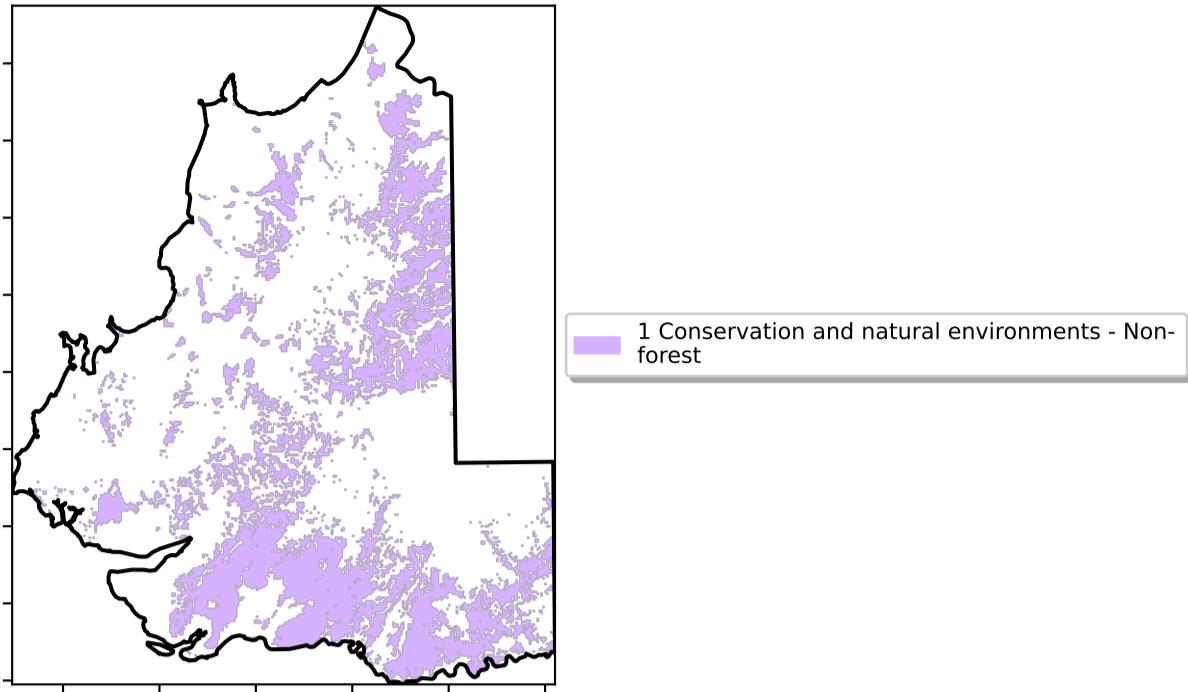 1 Conservation and natural environments - Non-
forest